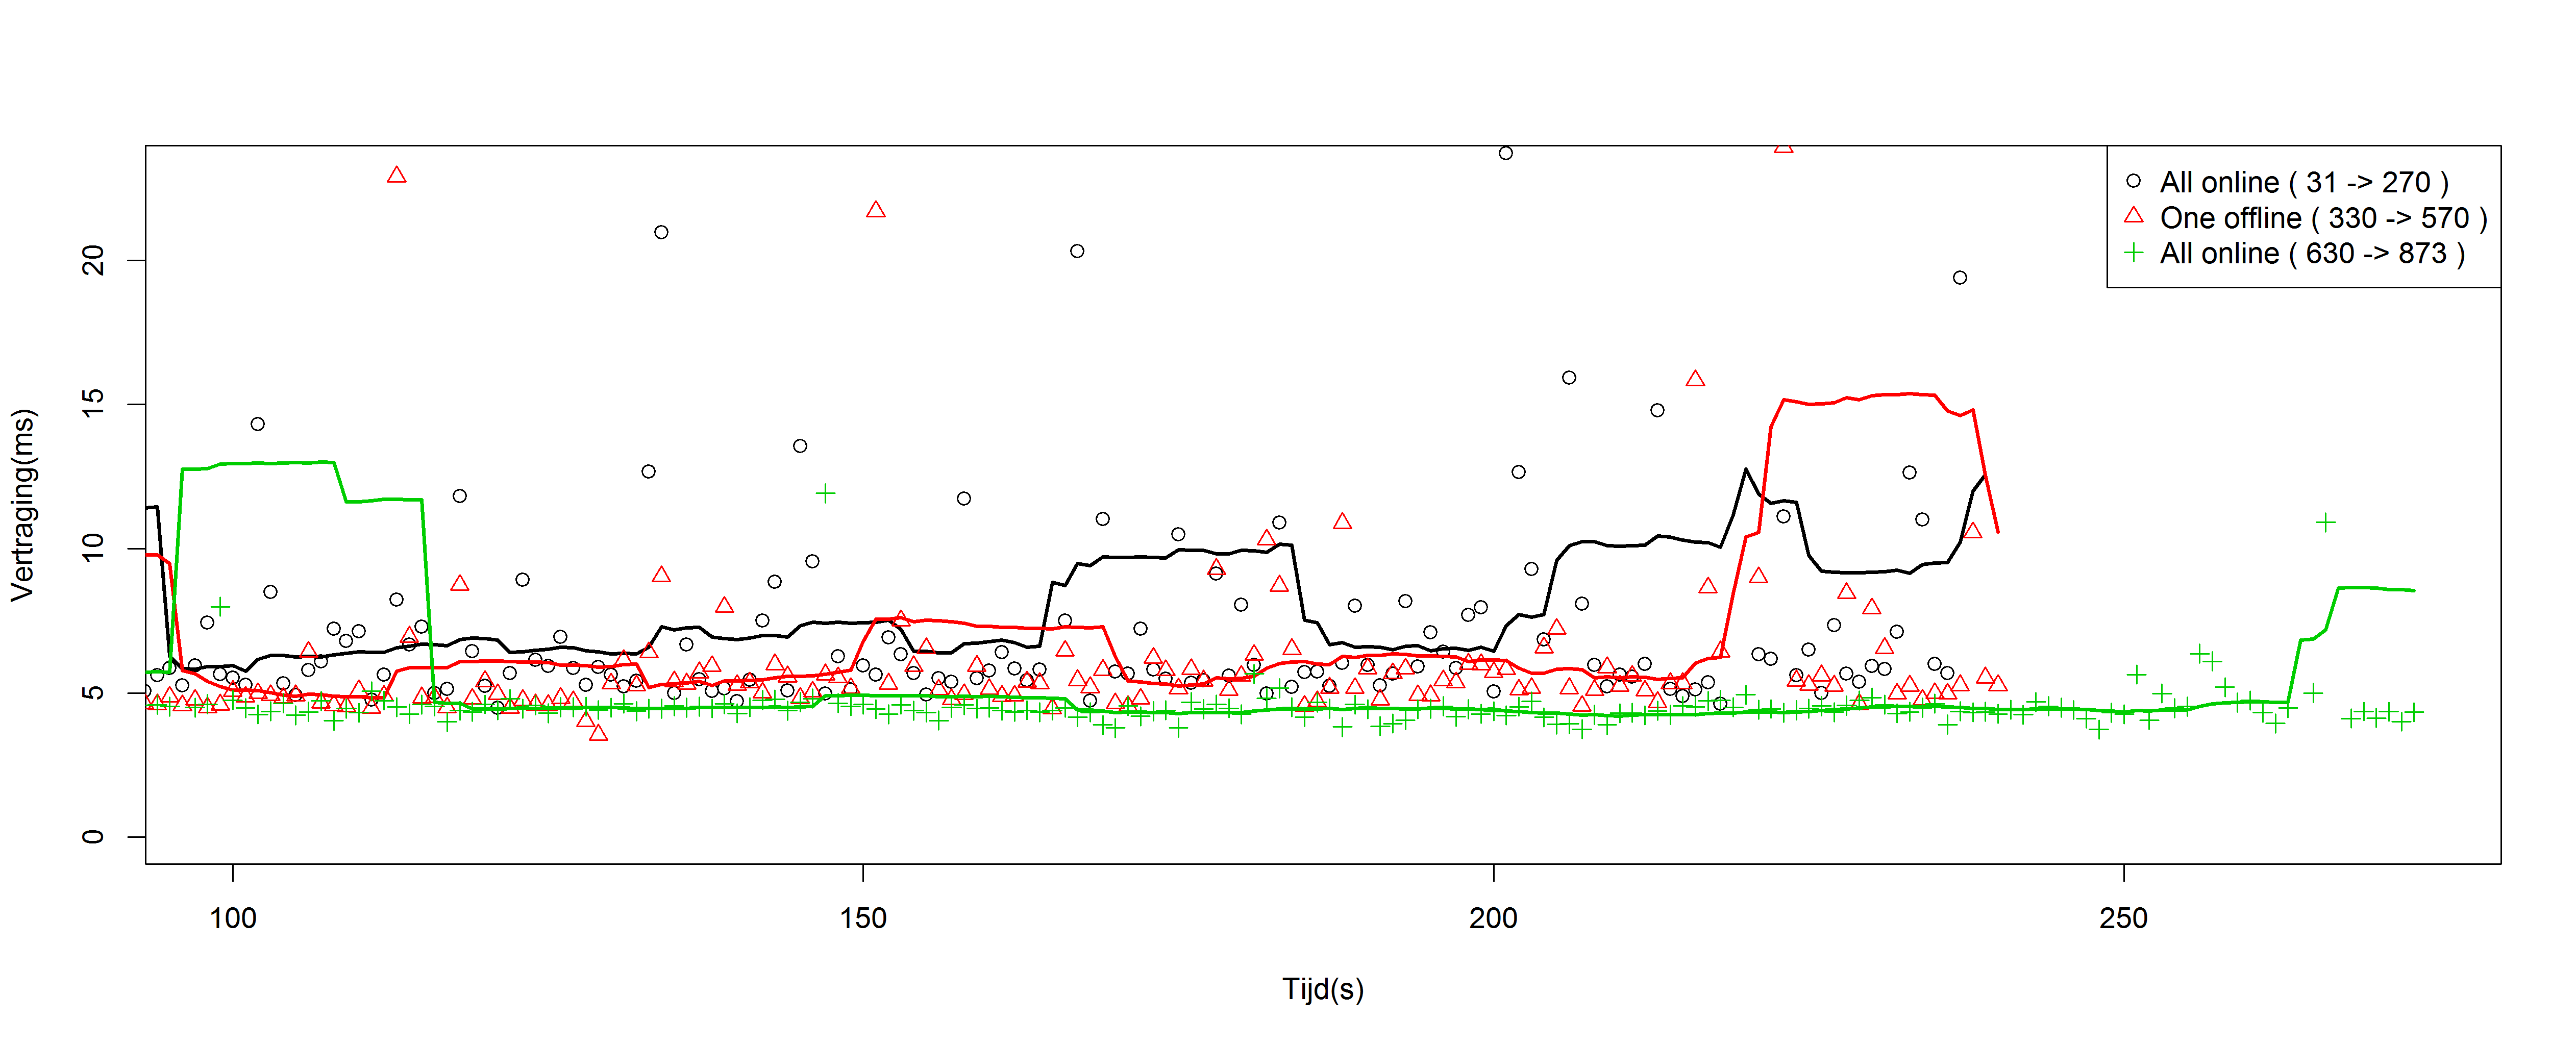 All online ( 31 -> 270 )
One offline ( 330 -> 570 )
All online ( 630 -> 873 )
Vertraging(ms)
20
15
10
5
0
100
150
200
250
Tijd(s)